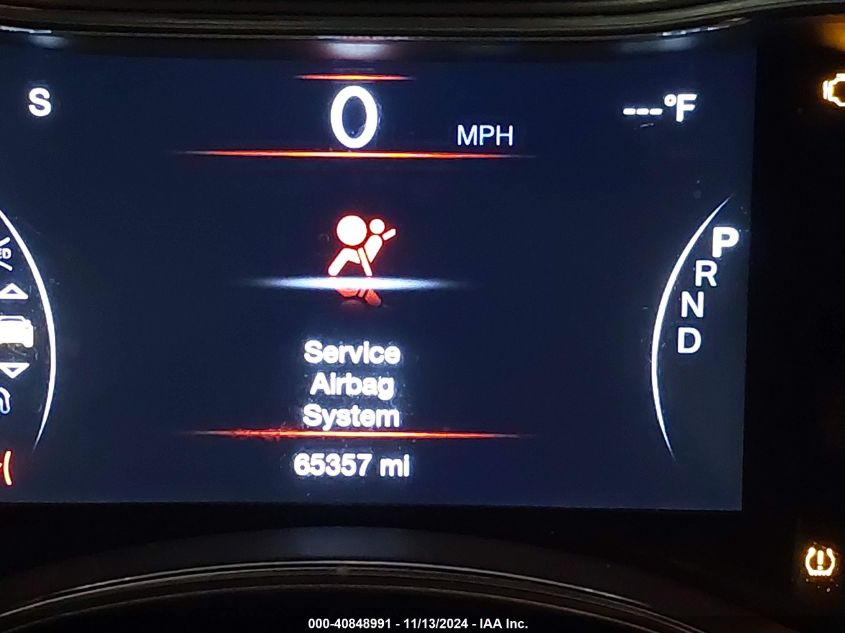 S
0
MPH
---°F
P
R
N
D
Service
Airbag
System
65357 mi
000-40848991 - 11/13/2024 - IAA Inc.